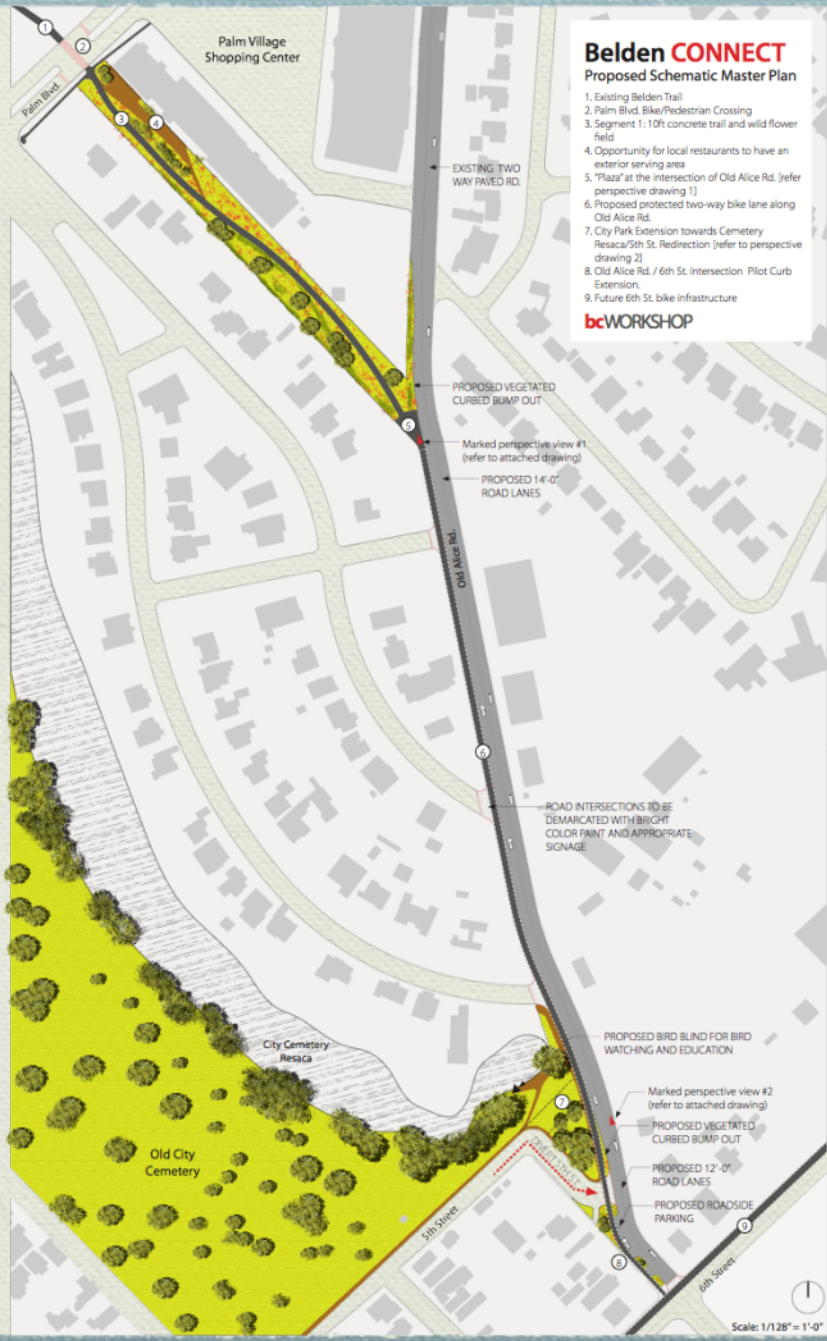 Belden CONNECT
Proposed Schematic Master Plan
1. Existing Belden Trail
2. Palm Blvd. Bike/Pedestrian Crossing
3. Segment 1: 10ft concrete trail and wild flower
field
4. Opportunity for local restaurants to have an
exterior serving area
5. "Plaza" at the intersection of Old Alice Rd. [refer
perspective drawing 1]
6. Proposed protected two-way bike lane along
Old Alice Rd.
7. City Park Extension towards Cemetery
Resaca/5th St. Redirection [refer to perspective
drawing 2]
8. Old Alice Rd. / 6th St. Intersection Pilot Curb
Extension.
9. Future 6th St. bike infrastructure
bcWORKSHOP
1
2
Palm Village
Shopping Center
Palm Blvd.
3
4
EXISTING TWO
WAY PAVED RD.
PROPOSED VEGETATED
CURBED BUMP OUT
5
Marked perspective view #1
(refer to attached drawing)
PROPOSED 14'-0"
ROAD LANES
Old Alice Rd.
6
ROAD INTERSECTIONS TO BE
DEMARCATED WITH BRIGHT
COLOR PAINT AND APPROPRIATE
SIGNAGE
City Cemetery
Resaca
PROPOSED BIRD BLIND FOR BIRD
WATCHING AND EDUCATION
7
Marked perspective view #2
(refer to attached drawing)
PROPOSED VEGETATED
CURBED BUMP OUT
Old City
Cemetery
PROPOSED 12'-0"
ROAD LANES
PROPOSED ROADSIDE
PARKING
5th Street
9
8
6th Street
Scale: 1/128" = 1'-0"